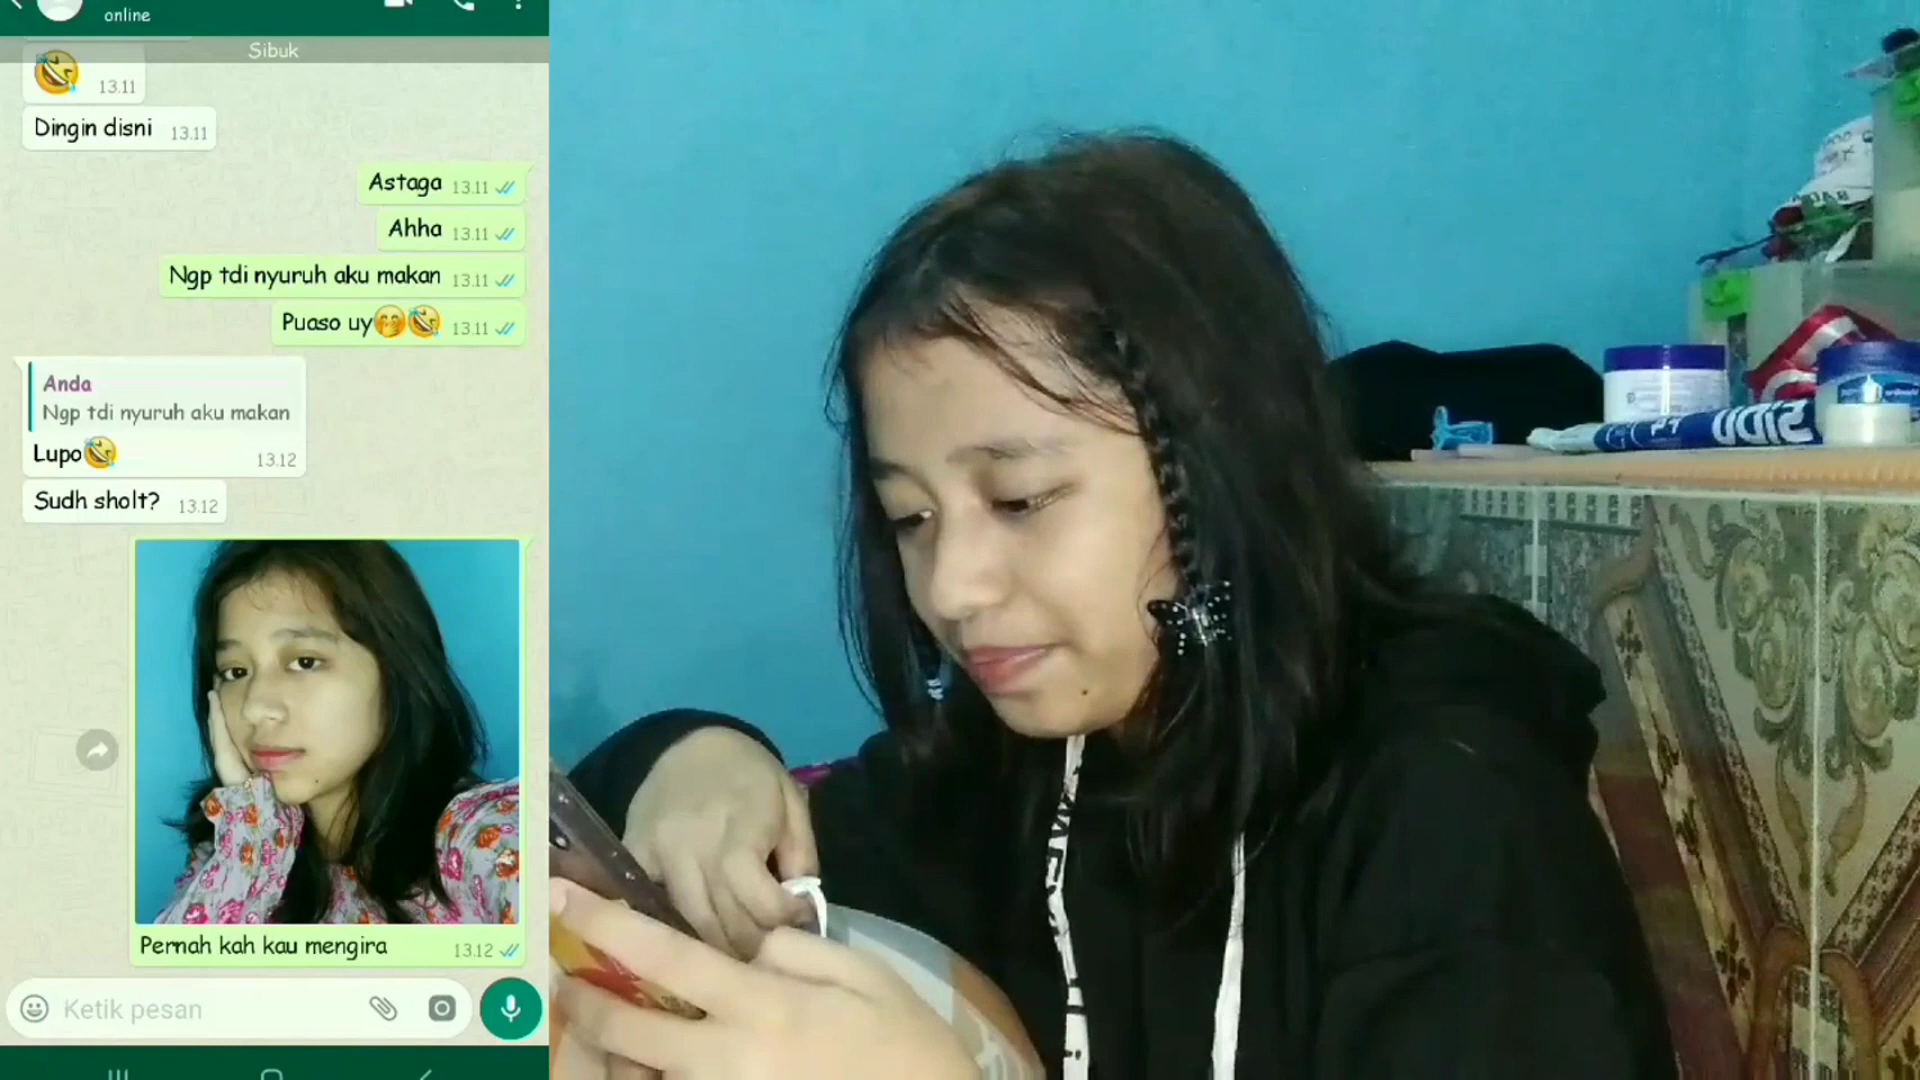 online
Sibuk
13.11
Dingin disni 13.11
Astaga 13.11
Ahha 13.11
Ngp tdi nyuruh aku makan 13.11
Puaso uy🤭🤣 13.11
Anda
Ngp tdi nyuruh aku makan
Lupo🤣 13.12
Sudh sholt? 13.12
Pernah kah kau mengira 13.12
Ketik pesan
SIDU